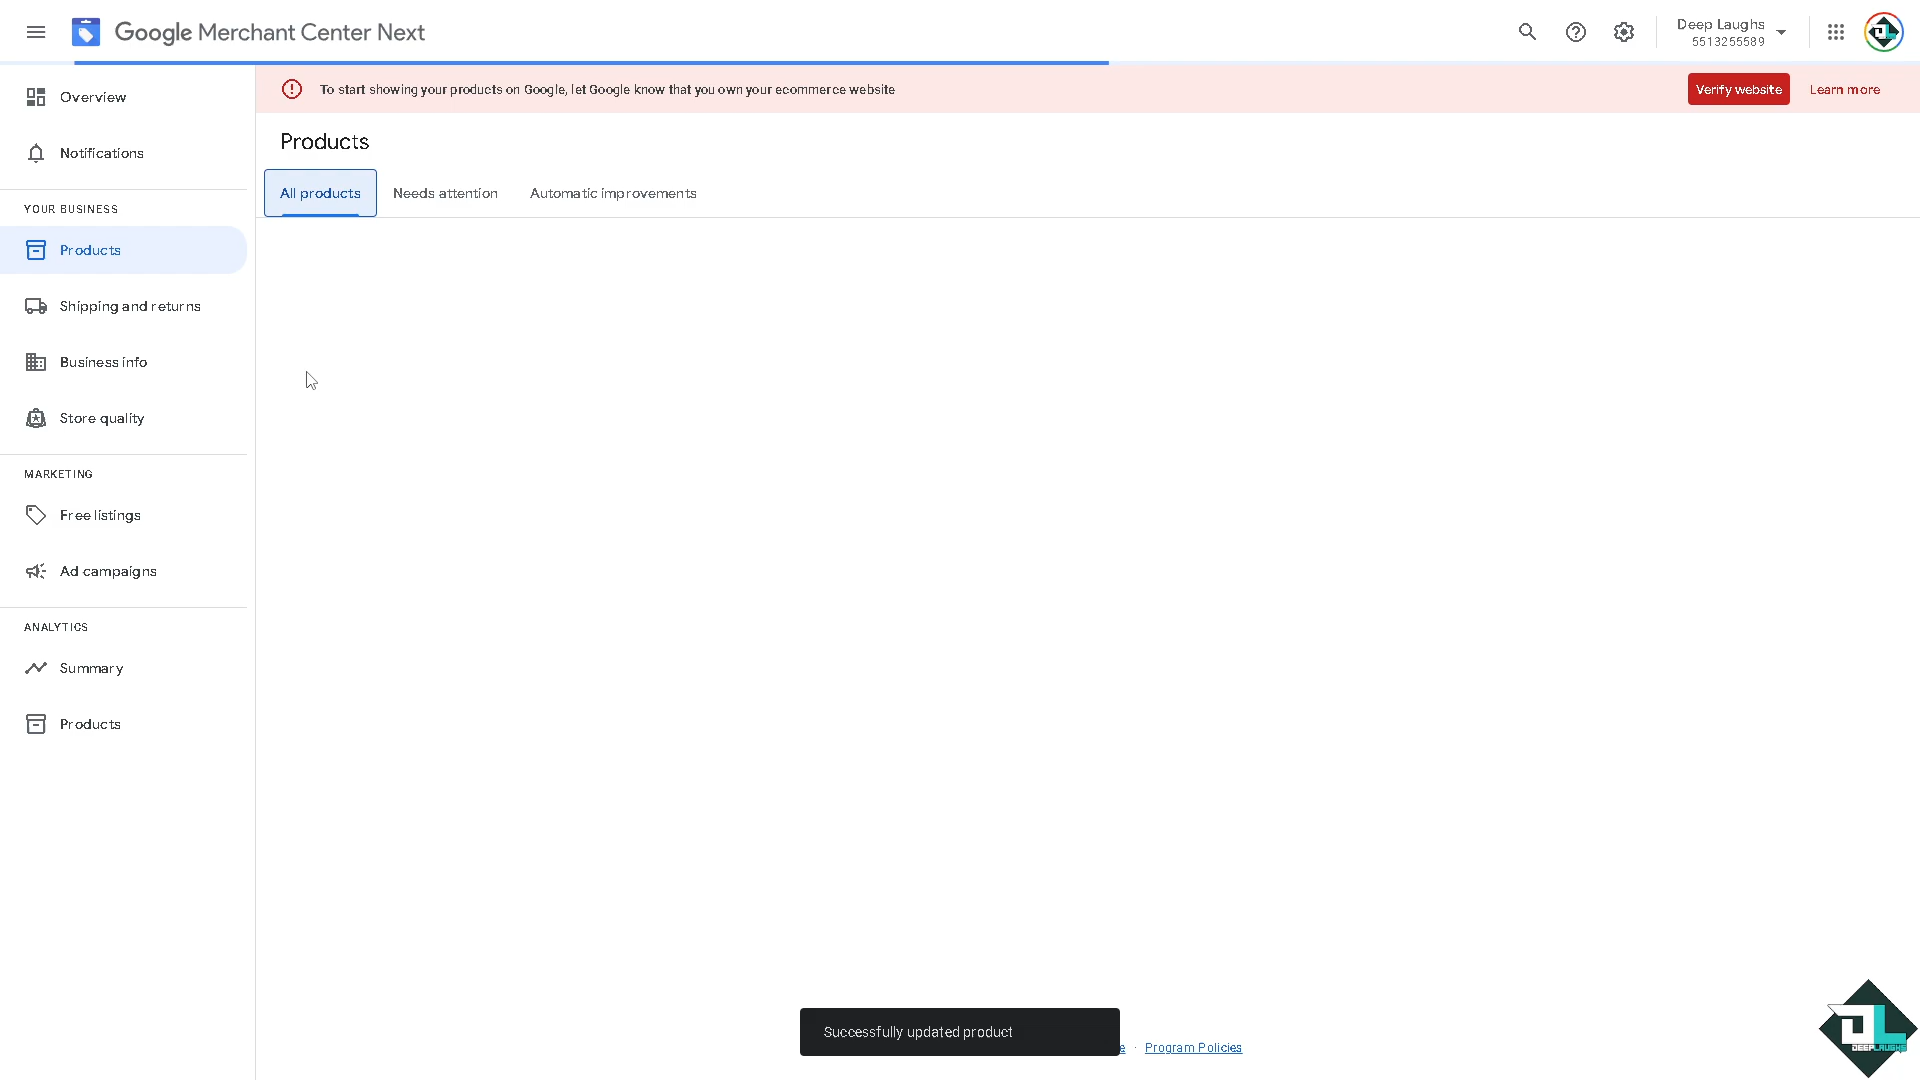 Google Merchant Center Next
Deep Laughs
5513255589
Overview
Notifications
YOUR BUSINESS
Products
Shipping and returns
Business info
Store quality
MARKETING
Free listings
Ad campaigns
ANALYTICS
Summary
Products
To start showing your products on Google, let Google know that you own your ecommerce website
Verify website
Learn more
Products
All products
Needs attention
Automatic improvements
Successfully updated product
e · Program Policies
DL
DEEPLAUGHS